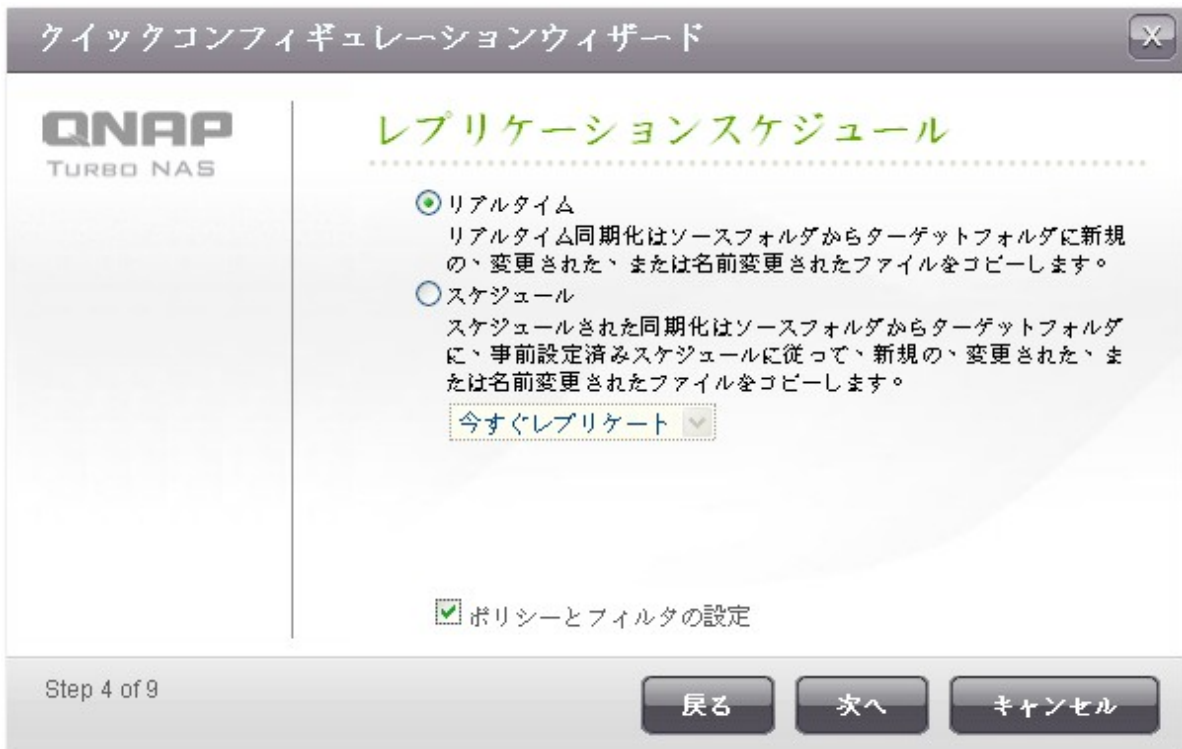 クイックコンフィギュレーションウィザード
X
QNAP
TURBO NAS
レプリケーションスケジュール
リアルタイム
リアルタイム同期化はソースフォルダからターゲットフォルダに新規
の、変更された、または名前変更されたファイルをコピーします。
スケジュール
スケジュールされた同期化はソースフォルダからターゲットフォルダ
に、事前設定済みスケジュールに従って、新規の、変更された、ま
たは名前変更されたファイルをコピーします。
今すぐレプリケート
ポリシーとフィルタの設定
Step 4 of 9
戻る
次へ
キャンセル